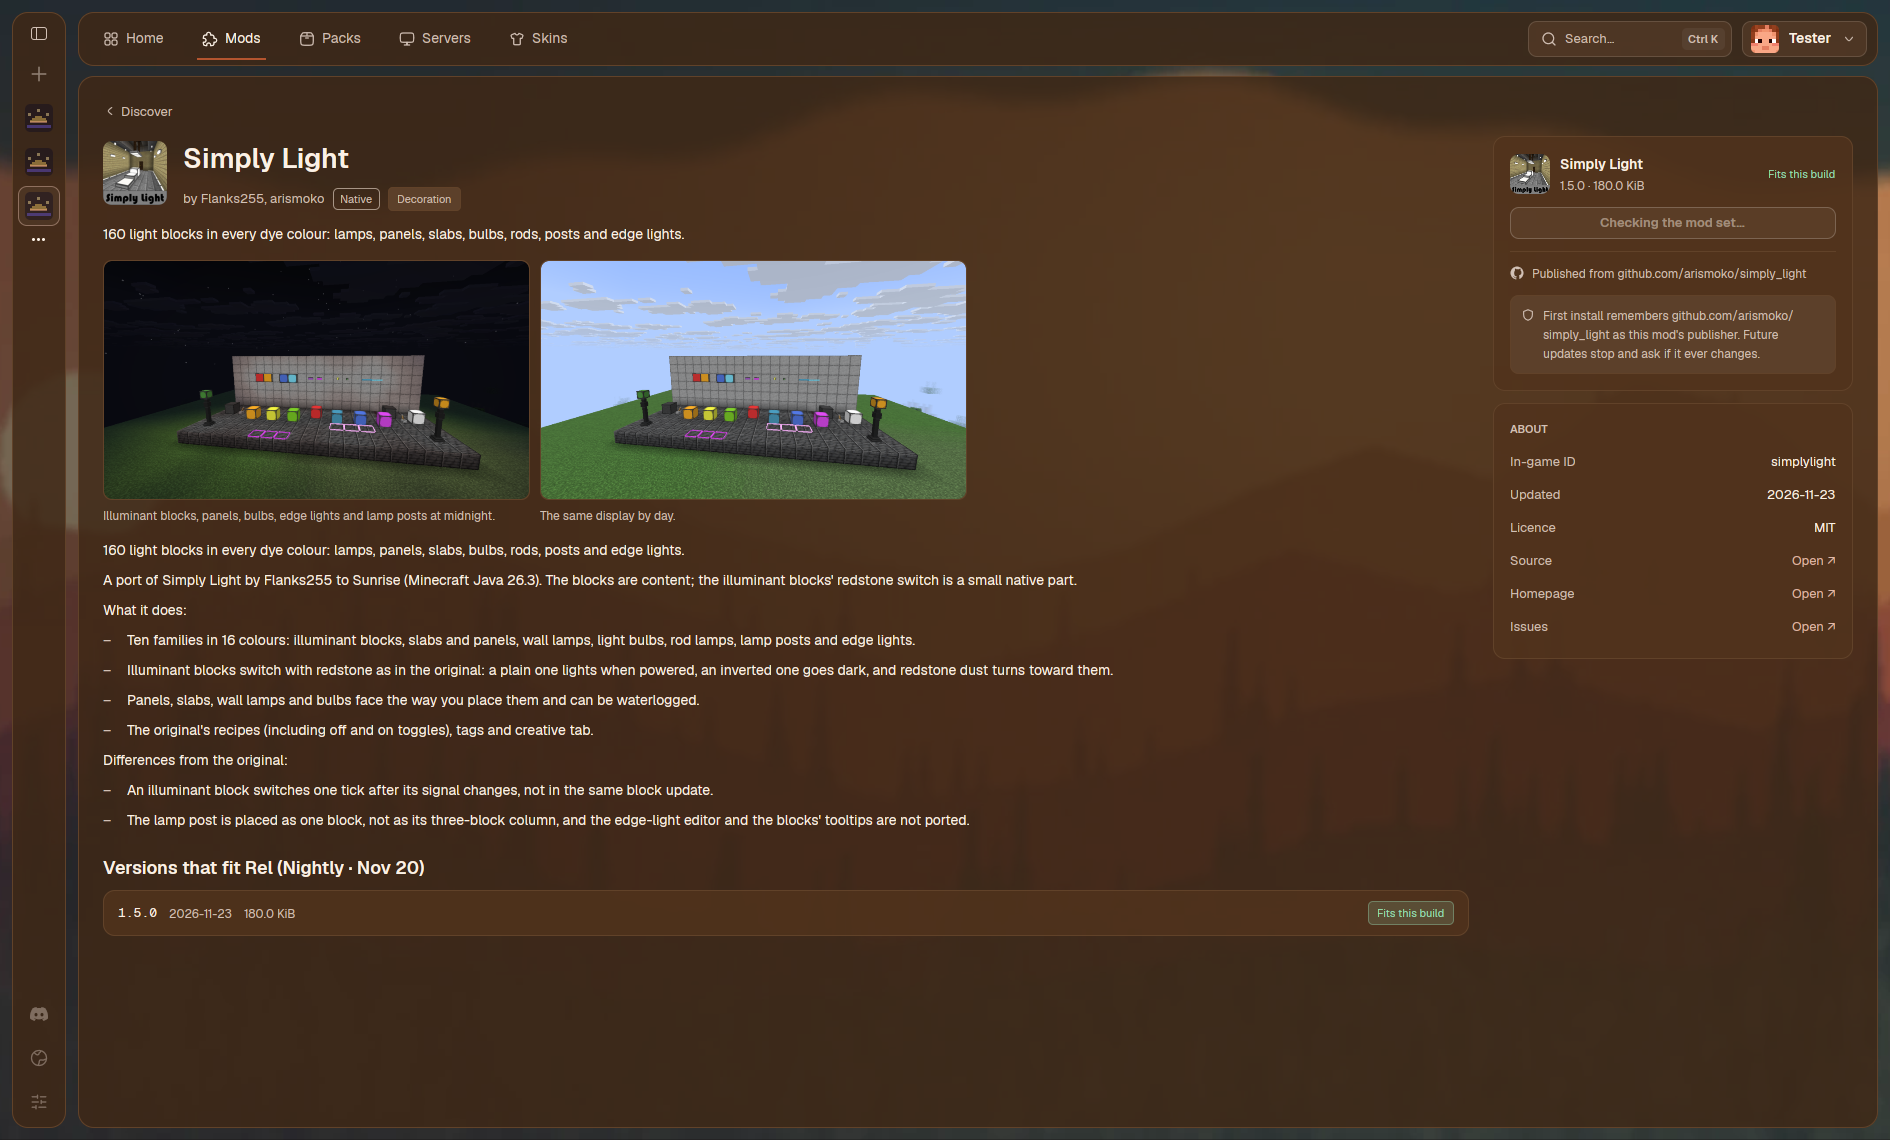 Home
Mods
Packs
Servers
Skins
Search...
Ctrl K
Tester
Discover
Simply Light
Simply Light
by Flanks255, arismoko
Native
Decoration
160 light blocks in every dye colour: lamps, panels, slabs, bulbs, rods, posts and edge lights.
Illuminant blocks, panels, bulbs, edge lights and lamp posts at midnight.
The same display by day.
160 light blocks in every dye colour: lamps, panels, slabs, bulbs, rods, posts and edge lights.
A port of Simply Light by Flanks255 to Sunrise (Minecraft Java 26.3). The blocks are content; the illuminant blocks' redstone switch is a small native part.
What it does:
– Ten families in 16 colours: illuminant blocks, slabs and panels, wall lamps, light bulbs, rod lamps, lamp posts and edge lights.
– Illuminant blocks switch with redstone as in the original: a plain one lights when powered, an inverted one goes dark, and redstone dust turns toward them.
– Panels, slabs, wall lamps and bulbs face the way you place them and can be waterlogged.
– The original's recipes (including off and on toggles), tags and creative tab.
Differences from the original:
– An illuminant block switches one tick after its signal changes, not in the same block update.
– The lamp post is placed as one block, not as its three-block column, and the edge-light editor and the blocks' tooltips are not ported.
Versions that fit Rel (Nightly · Nov 20)
1.5.0 2026-11-23 180.0 KiB
Fits this build
Simply Light
Simply Light
1.5.0 · 180.0 KiB
Fits this build
Checking the mod set...
Published from github.com/arismoko/simply_light
First install remembers github.com/arismoko/
simply_light as this mod's publisher. Future
updates stop and ask if it ever changes.
ABOUT
In-game ID simplylight
Updated 2026-11-23
Licence MIT
Source Open ↗
Homepage Open ↗
Issues Open ↗